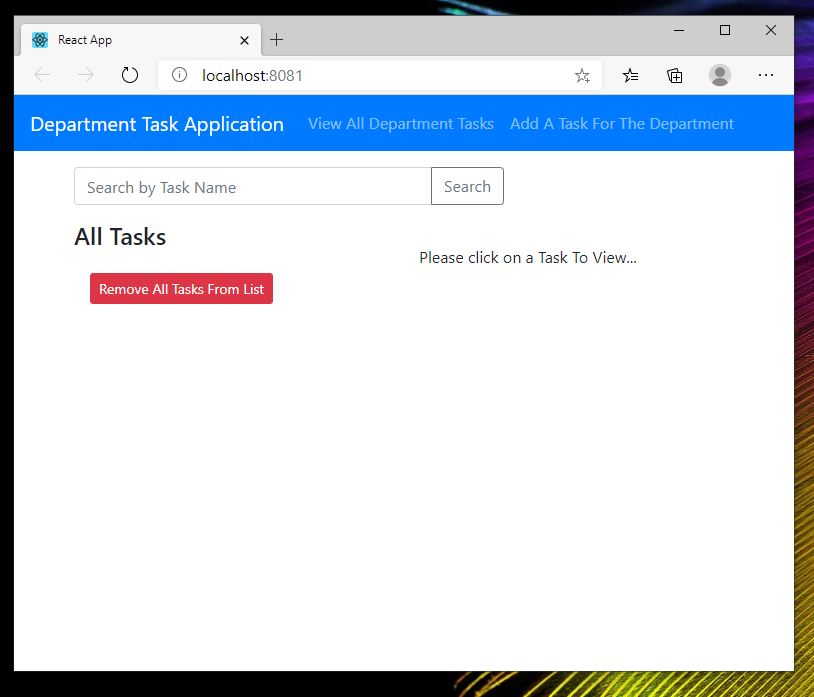 React App
localhost:8081
Department Task Application View All Department Tasks Add A Task For The Department
Search by Task Name Search
All Tasks
Please click on a Task To View...
Remove All Tasks From List